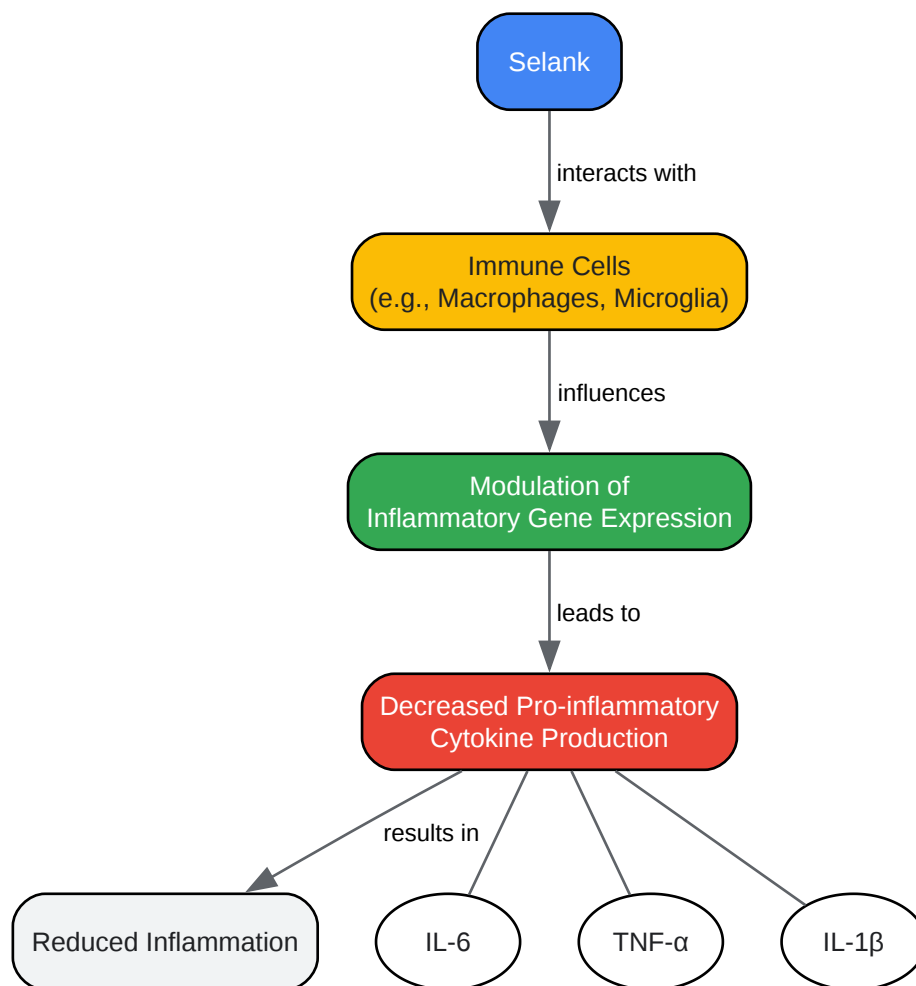 Selank
interacts with
Immune Cells
(e.g., Macrophages, Microglia)
influences
Modulation of
Inflammatory Gene Expression
leads to
Decreased Pro-inflammatory
Cytokine Production
results in
Reduced Inflammation
IL-6
TNF-α
IL-1β